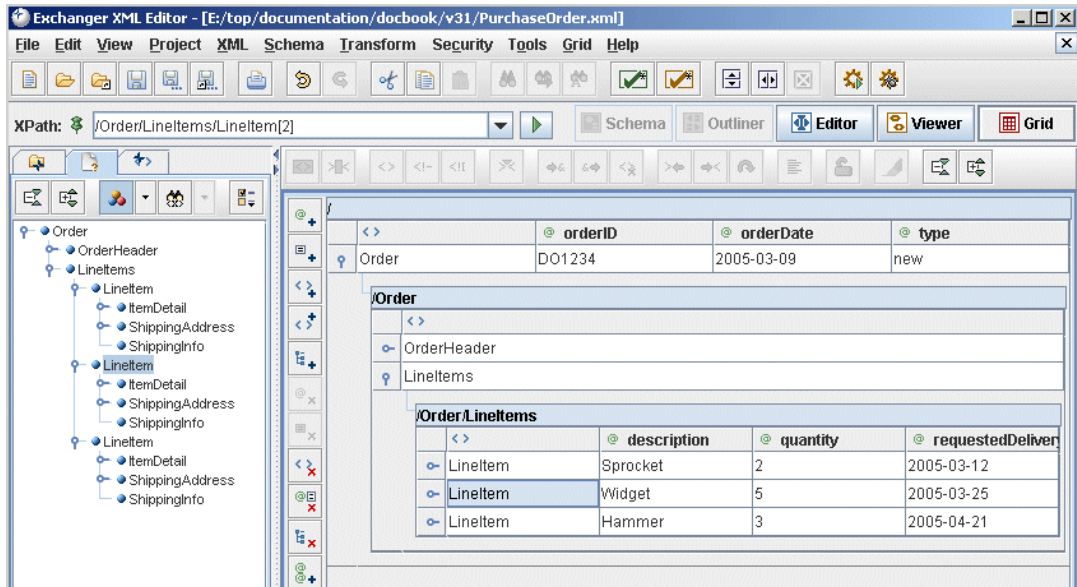 Exchanger XML Editor - [E:/top/documentation/docbook/v31/PurchaseOrder.xml]
File Edit View Project XML Schema Transform Security Tools Grid Help
XPath: /Order/LineItems/LineItem[2] Schema Outliner Editor Viewer Grid
Order
OrderHeader
LineItems
LineItem
ItemDetail
ShippingAddress
ShippingInfo
LineItem
ItemDetail
ShippingAddress
ShippingInfo
LineItem
ItemDetail
ShippingAddress
ShippingInfo
/
<> @ orderID @ orderDate @ type
Order DO1234 2005-03-09 new
/Order
<>
OrderHeader
LineItems
/Order/LineItems
<> @ description @ quantity @ requestedDelivery
LineItem Sprocket 2 2005-03-12
LineItem Widget 5 2005-03-25
LineItem Hammer 3 2005-04-21